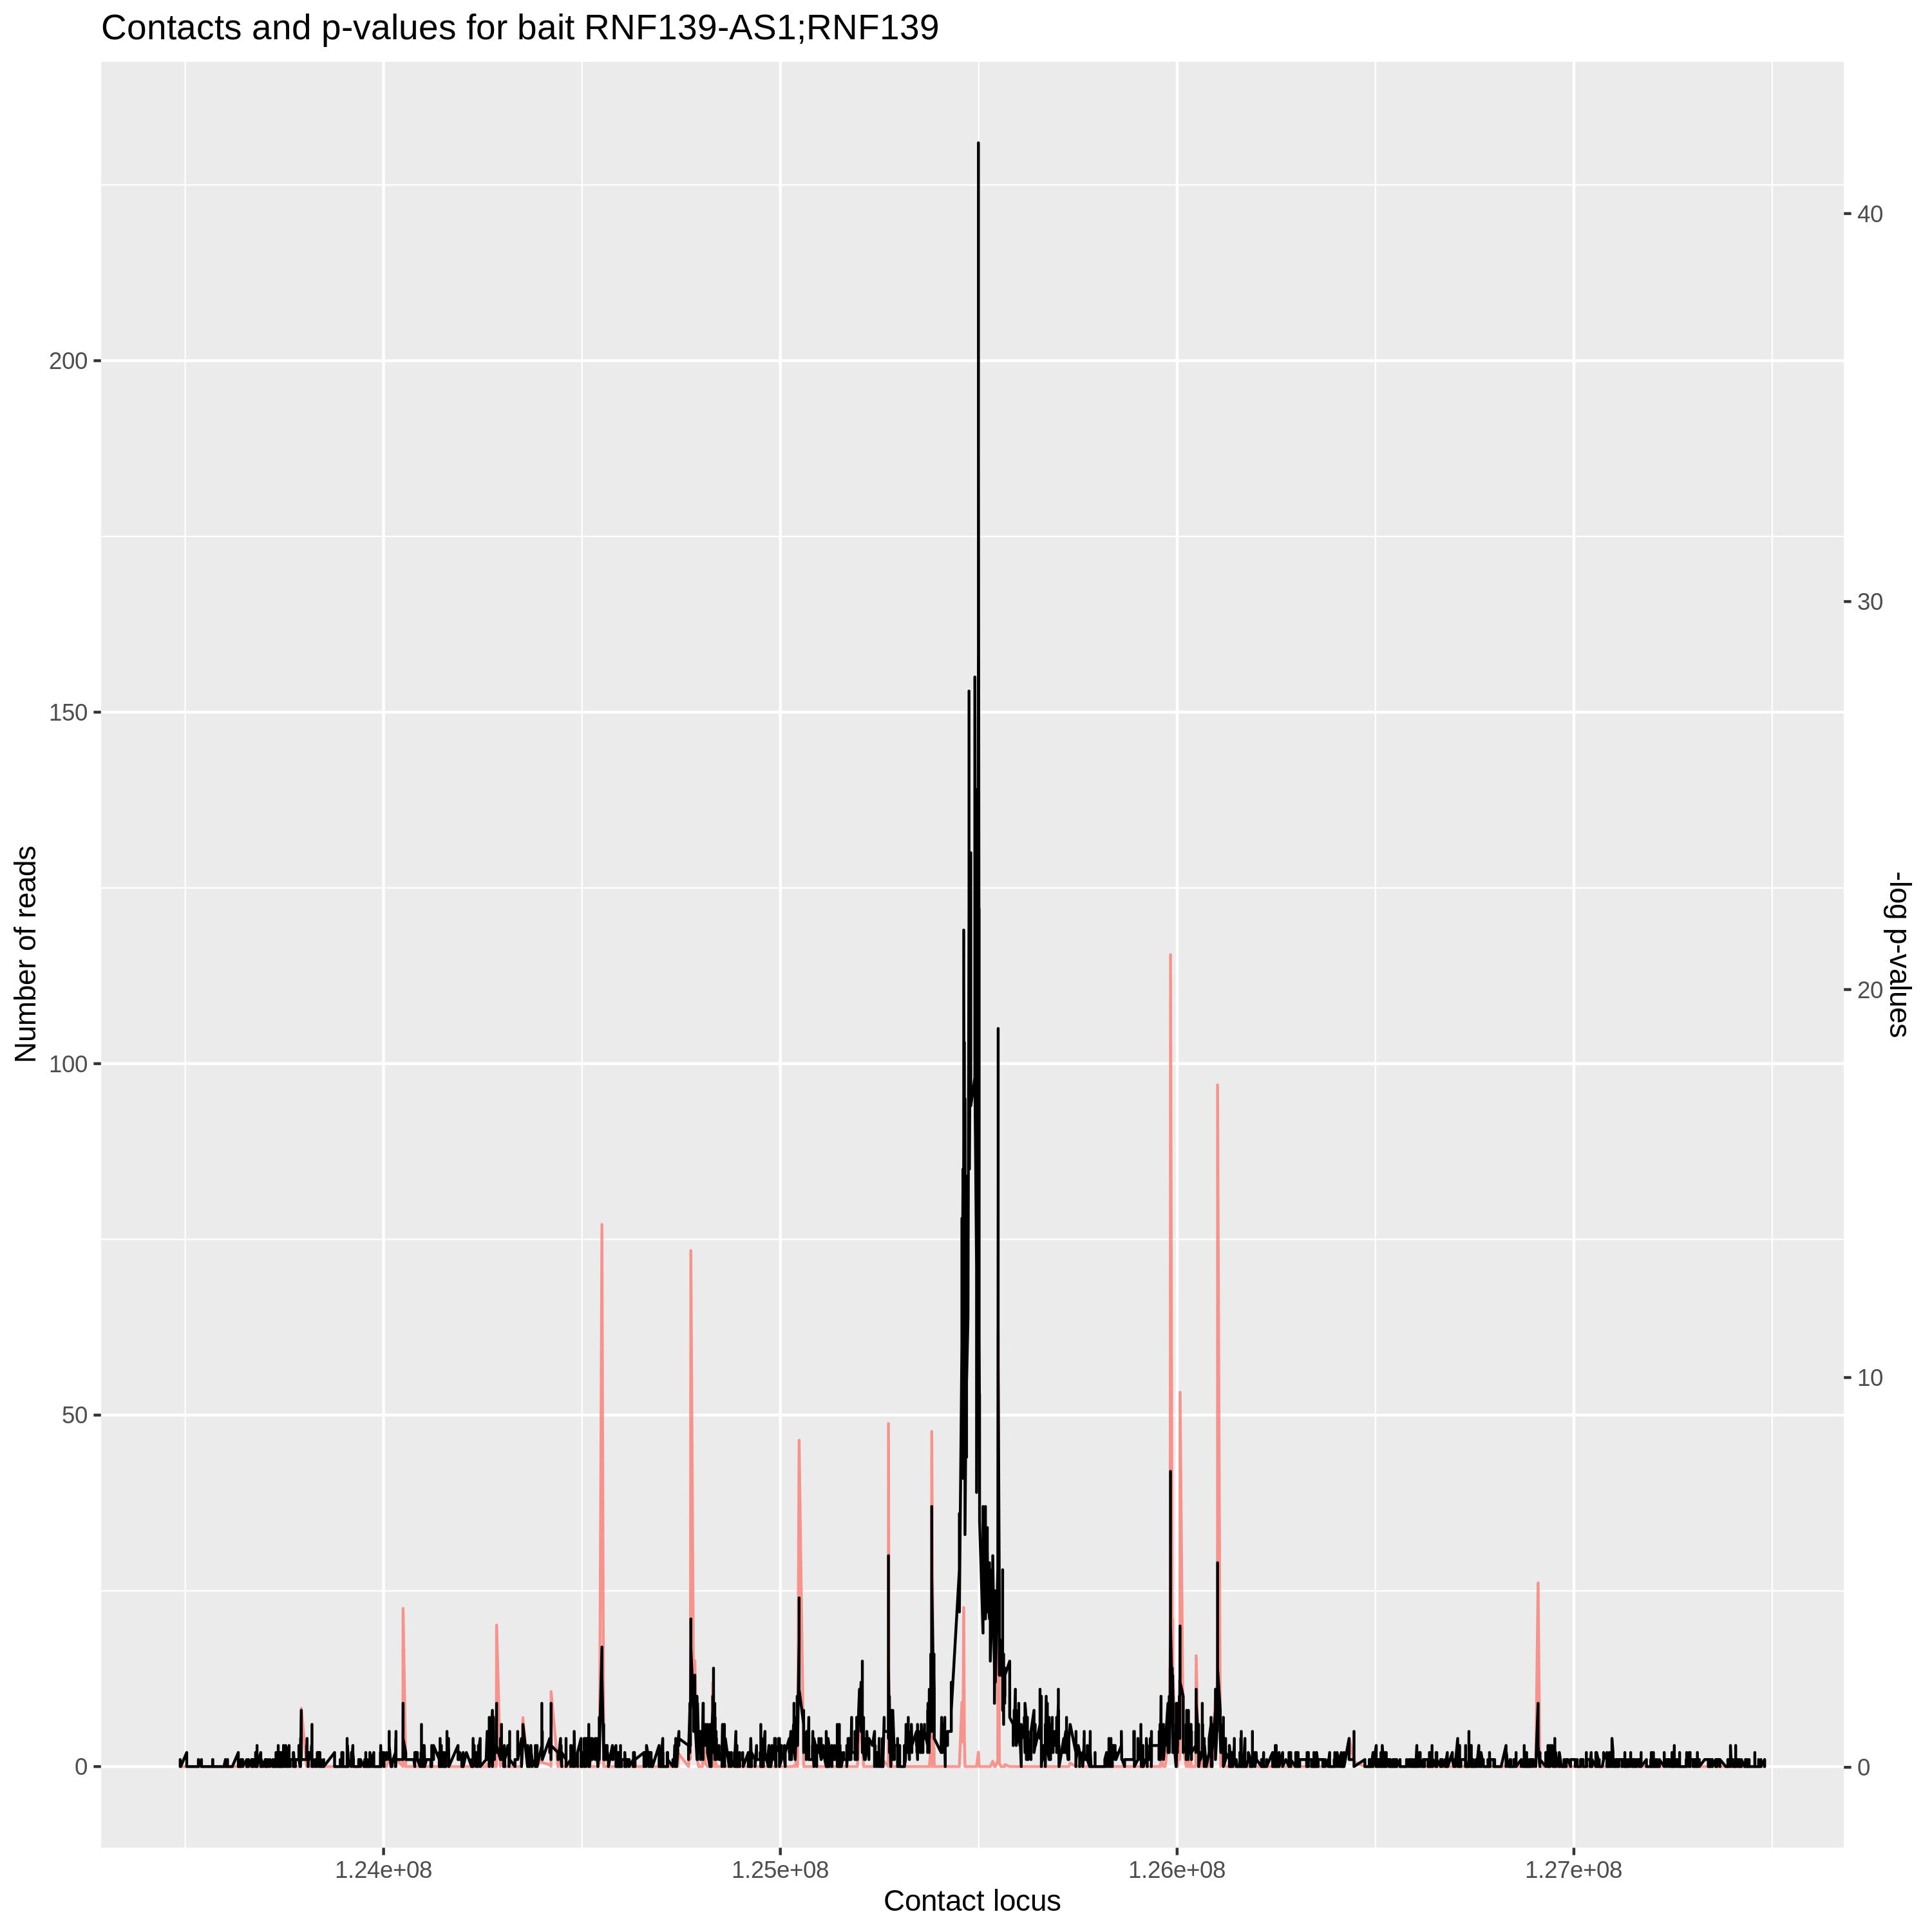 Contacts and p-values for bait RNF139-AS1;RNF139
Number of reads
200
150
100
50
0
40
30
20
10
0
-log p-values
1.24e+08
1.25e+08
1.26e+08
1.27e+08
Contact locus